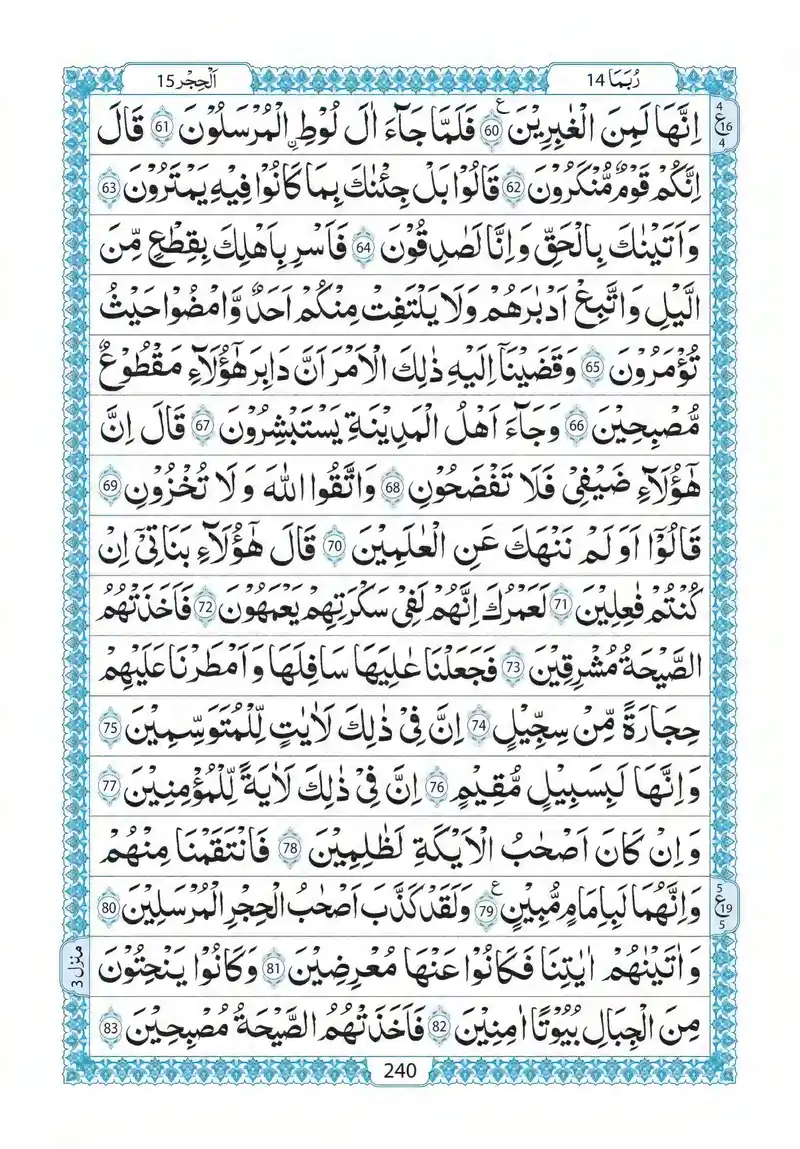 رُبَمَا 14
اَلْحِجْر 15
اِنَّهَا لَمِنَ الْغٰبِرِيْنَ 60 ع فَلَمَّا جَآءَ اٰلَ لُوْطِ ِۨالْمُرْسَلُوْنَ 61 قَالَ
4 ع 16 4
اِنَّكُمْ قَوْمٌ مُّنْكَرُوْنَ 62 قَالُوْا بَلْ جِئْنٰكَ بِمَا كَانُوْا فِيْهِ يَمْتَرُوْنَ 63
وَاَتَيْنٰكَ بِالْحَقِّ وَاِنَّا لَصٰدِقُوْنَ 64 فَاَسْرِ بِاَهْلِكَ بِقِطْعٍ مِّنَ
الَّيْلِ وَاتَّبِعْ اَدْبٰرَهُمْ وَلَا يَلْتَفِتْ مِنْكُمْ اَحَدٌ وَّامْضُوْا حَيْثُ
تُؤْمَرُوْنَ 65 وَقَضَيْنَآ اِلَيْهِ ذٰلِكَ الْاَمْرَ اَنَّ دَابِرَ هٰٓؤُلَآءِ مَقْطُوْعٌ
مُّصْبِحِيْنَ 66 وَجَآءَ اَهْلُ الْمَدِيْنَةِ يَسْتَبْشِرُوْنَ 67 قَالَ اِنَّ
هٰٓؤُلَآءِ ضَيْفِيْ فَلَا تَفْضَحُوْنِ 68 وَاتَّقُوا اللّٰهَ وَلَا تُخْزُوْنِ 69
قَالُوْٓا اَوَلَمْ نَنْهَكَ عَنِ الْعٰلَمِيْنَ 70 قَالَ هٰٓؤُلَآءِ بَنَاتِيْٓ اِنْ
كُنْتُمْ فٰعِلِيْنَ 71 لَعَمْرُكَ اِنَّهُمْ لَفِيْ سَكْرَتِهِمْ يَعْمَهُوْنَ 72 فَاَخَذَتْهُمُ
الصَّيْحَةُ مُشْرِقِيْنَ 73 فَجَعَلْنَا عَالِيَهَا سَافِلَهَا وَاَمْطَرْنَا عَلَيْهِمْ
حِجَارَةً مِّنْ سِجِّيْلٍ 74 اِنَّ فِيْ ذٰلِكَ لَاٰيٰتٍ لِّلْمُتَوَسِّمِيْنَ 75
وَاِنَّهَا لَبِسَبِيْلٍ مُّقِيْمٍ 76 اِنَّ فِيْ ذٰلِكَ لَاٰيَةً لِّلْمُؤْمِنِيْنَ 77
وَاِنْ كَانَ اَصْحٰبُ الْاَيْكَةِ لَظٰلِمِيْنَ 78 فَانْتَقَمْنَا مِنْهُمْ
وَاِنَّهُمَا لَبِاِمَامٍ مُّبِيْنٍ 79 ع وَلَقَدْ كَذَّبَ اَصْحٰبُ الْحِجْرِ الْمُرْسَلِيْنَ 80
5 ع 19 5
وَاٰتَيْنٰهُمْ اٰيٰتِنَا فَكَانُوْا عَنْهَا مُعْرِضِيْنَ 81 وَكَانُوْا يَنْحِتُوْنَ
منزل 3
مِنَ الْجِبَالِ بُيُوْتًا اٰمِنِيْنَ 82 فَاَخَذَتْهُمُ الصَّيْحَةُ مُصْبِحِيْنَ 83
240